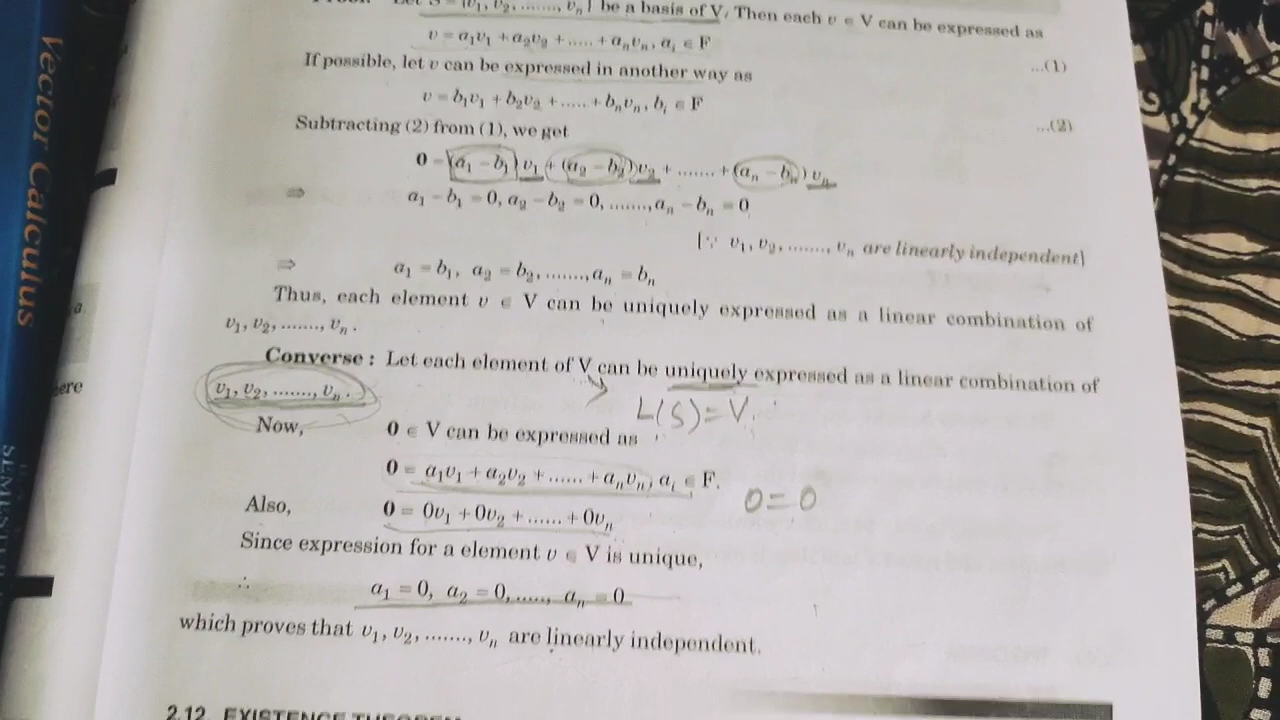 Let S = {v₁, v₂, ......., vₙ} be a basis of V. Then each v ∈ V can be expressed as
v = a₁v₁ + a₂v₂ + ..... + aₙvₙ, aᵢ ∈ F ...(1)
If possible, let v can be expressed in another way as
v = b₁v₁ + b₂v₂ + ..... + bₙvₙ, bᵢ ∈ F ...(2)
Subtracting (2) from (1), we get
0 = (a₁ – b₁) v₁ + (a₂ – b₂) v₂ + ....... + (aₙ – bₙ) vₙ
⇒ a₁ – b₁ = 0, a₂ – b₂ = 0, ......., aₙ – bₙ = 0
[∵ v₁, v₂, ......., vₙ are linearly independent]
⇒ a₁ = b₁, a₂ = b₂, ......., aₙ = bₙ
Thus, each element v ∈ V can be uniquely expressed as a linear combination of
v₁, v₂, ......., vₙ .
Converse : Let each element of V can be uniquely expressed as a linear combination of
v₁, v₂, ......., vₙ .
L(S) = V.
Now, 0 ∈ V can be expressed as
0 = a₁v₁ + a₂v₂ + ...... + aₙvₙ, aᵢ ∈ F.
0 = 0
Also, 0 = 0v₁ + 0v₂ + ...... + 0vₙ
Since expression for a element v ∈ V is unique,
∴ a₁ = 0, a₂ = 0, ....., aₙ = 0
which proves that v₁, v₂, ......., vₙ are linearly independent.
2.12 EXISTENCE THEOREM
Vector Calculus
a
ere